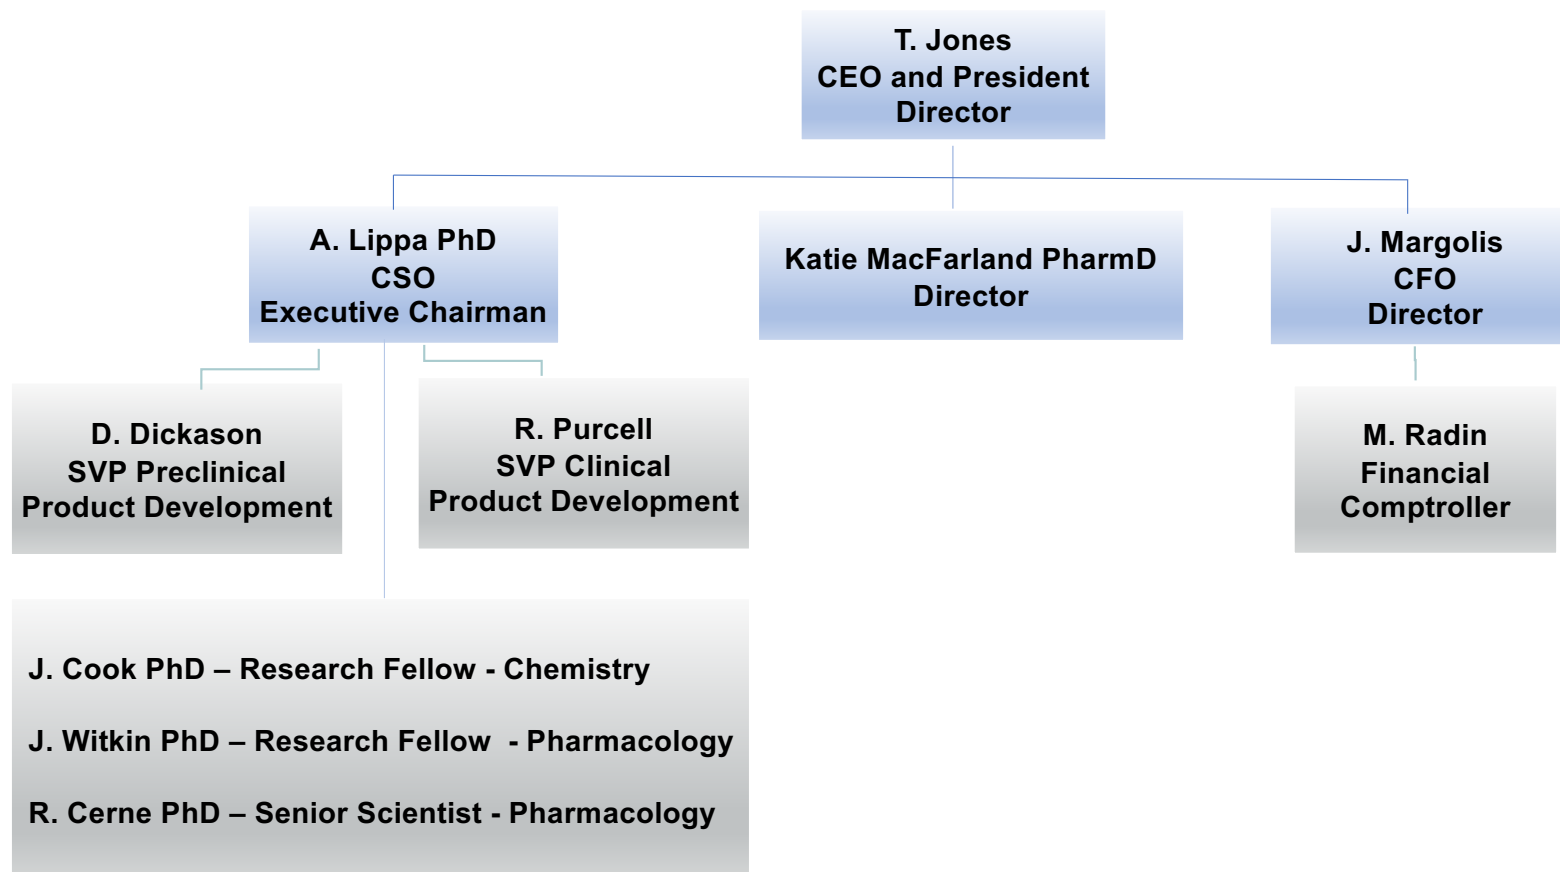 T. Jones
CEO and President
Director
A. Lippa PhD
CSO
Executive Chairman
Katie MacFarland PharmD
Director
J. Margolis
CFO
Director
D. Dickason
SVP Preclinical
Product Development
R. Purcell
SVP Clinical
Product Development
M. Radin
Financial
Comptroller
J. Cook PhD – Research Fellow - Chemistry
J. Witkin PhD – Research Fellow  - Pharmacology
R. Cerne PhD – Senior Scientist - Pharmacology